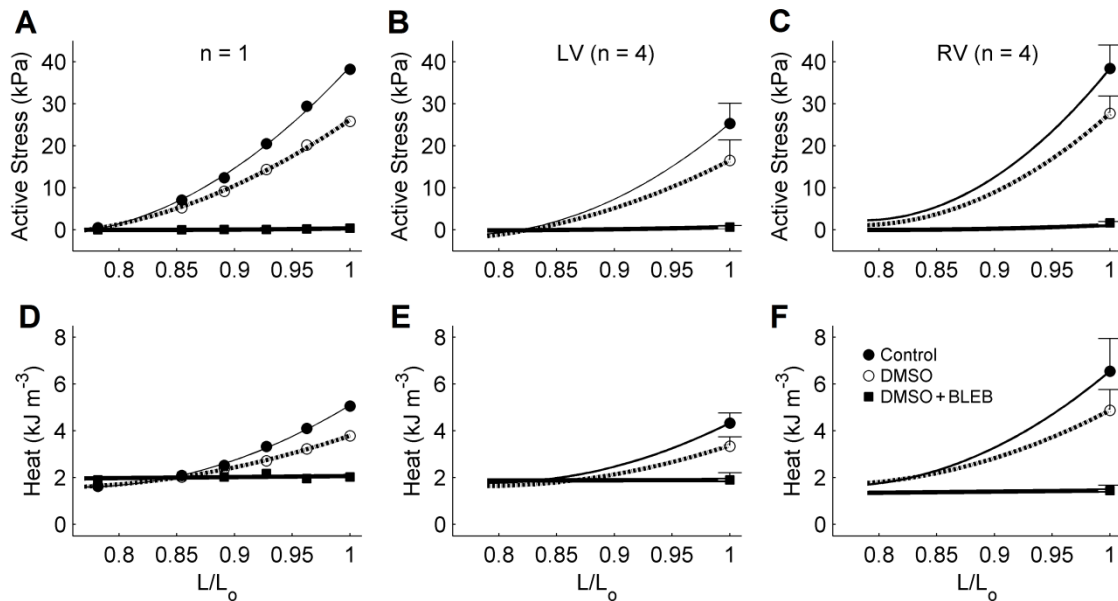 A
n = 1
Active Stress (kPa)
40
30
20
10
0
0.8 0.85 0.9 0.95 1
B
LV (n = 4)
Active Stress (kPa)
40
30
20
10
0
0.8 0.85 0.9 0.95 1
C
RV (n = 4)
Active Stress (kPa)
40
30
20
10
0
0.8 0.85 0.9 0.95 1
D
Heat (kJ m⁻³)
8
6
4
2
0
0.8 0.85 0.9 0.95 1
L/Lₒ
E
Heat (kJ m⁻³)
8
6
4
2
0
0.8 0.85 0.9 0.95 1
L/Lₒ
F
Control
DMSO
DMSO + BLEB
Heat (kJ m⁻³)
8
6
4
2
0
0.8 0.85 0.9 0.95 1
L/Lₒ